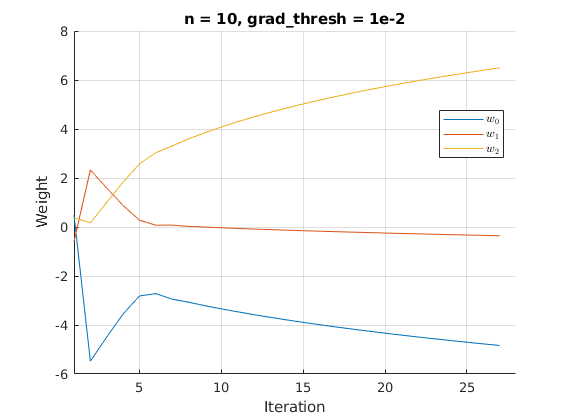 n = 10, grad_thresh = 1e-2
8
6
4
2
0
-2
-4
-6
Weight
w₀
w₁
w₂
5 10 15 20 25
Iteration